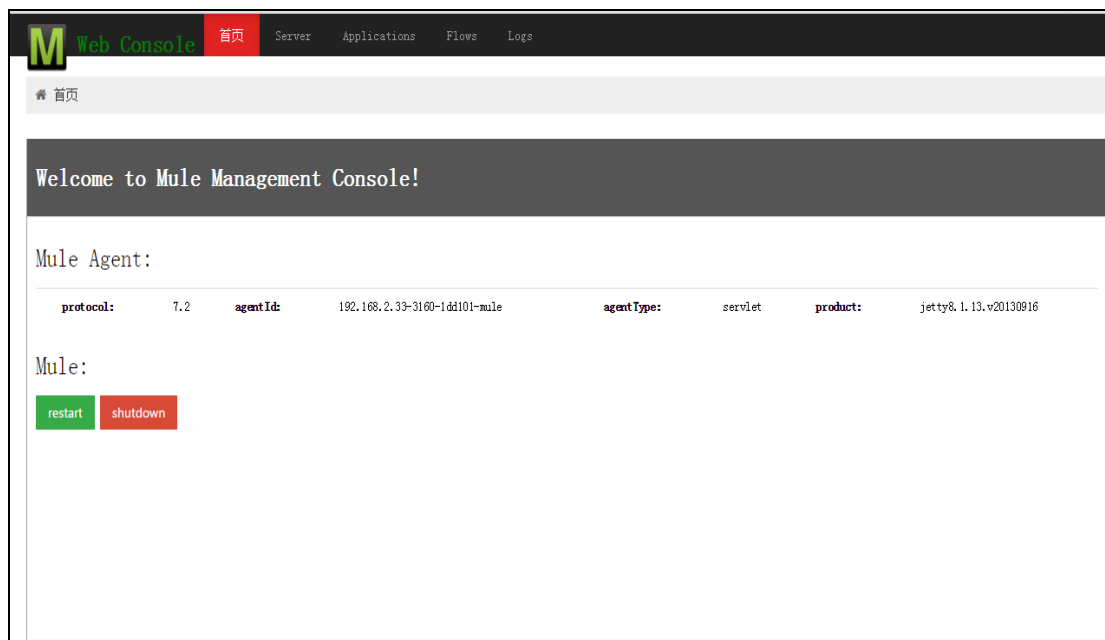 M Web Console 首页 Server Applications Flows Logs
首页
Welcome to Mule Management Console!
Mule Agent:
protocol: 7.2 agentId: 192.168.2.33-3160-1dd101-mule agentType: servlet product: jetty8.1.13.v20130916
Mule:
restart shutdown